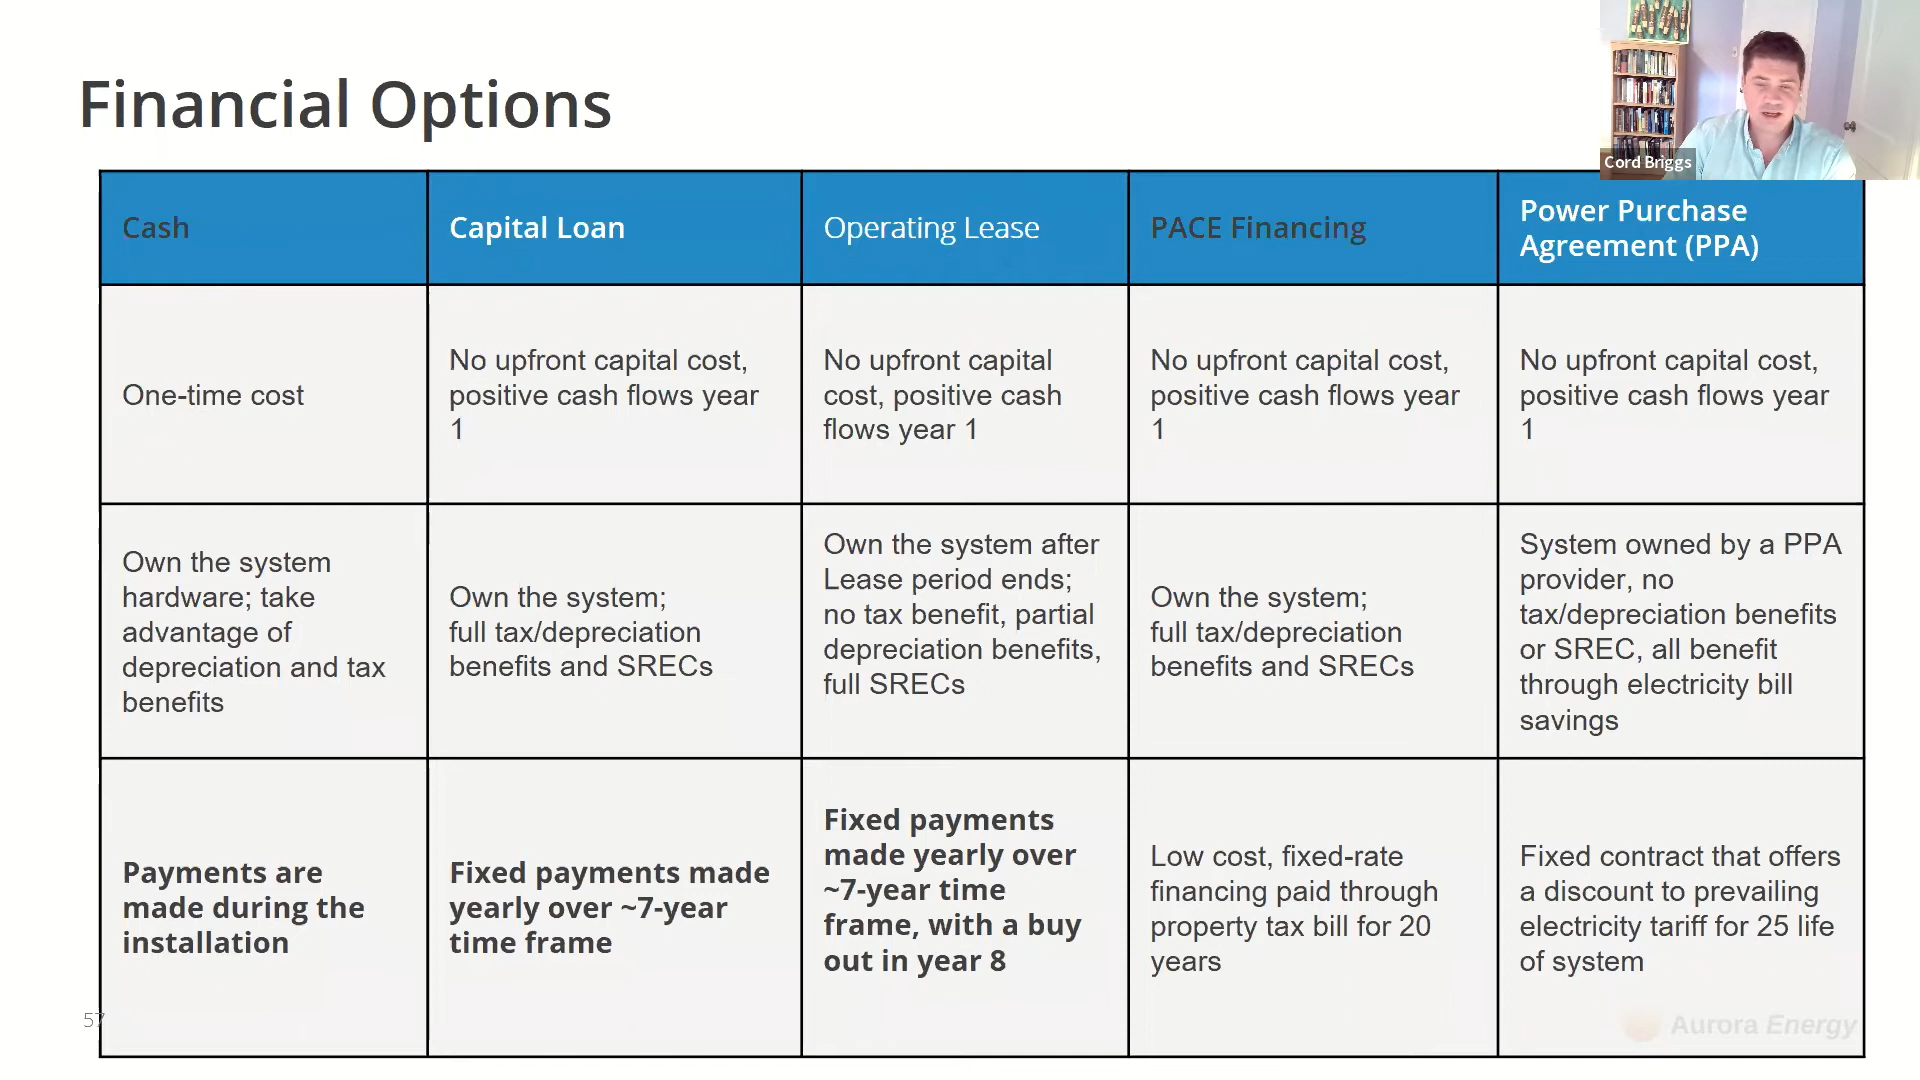 Financial Options
Cord Briggs
Cash
Capital Loan
Operating Lease
PACE Financing
Power Purchase
Agreement (PPA)
One-time cost
No upfront capital cost,
positive cash flows year
1
No upfront capital
cost, positive cash
flows year 1
No upfront capital cost,
positive cash flows year
1
No upfront capital cost,
positive cash flows year
1
Own the system
hardware; take
advantage of
depreciation and tax
benefits
Own the system;
full tax/depreciation
benefits and SRECs
Own the system after
Lease period ends;
no tax benefit, partial
depreciation benefits,
full SRECs
Own the system;
full tax/depreciation
benefits and SRECs
System owned by a PPA
provider, no
tax/depreciation benefits
or SREC, all benefit
through electricity bill
savings
Payments are
made during the
installation
Fixed payments made
yearly over ~7-year
time frame
Fixed payments
made yearly over
~7-year time
frame, with a buy
out in year 8
Low cost, fixed-rate
financing paid through
property tax bill for 20
years
Fixed contract that offers
a discount to prevailing
electricity tariff for 25 life
of system
57
Aurora Energy